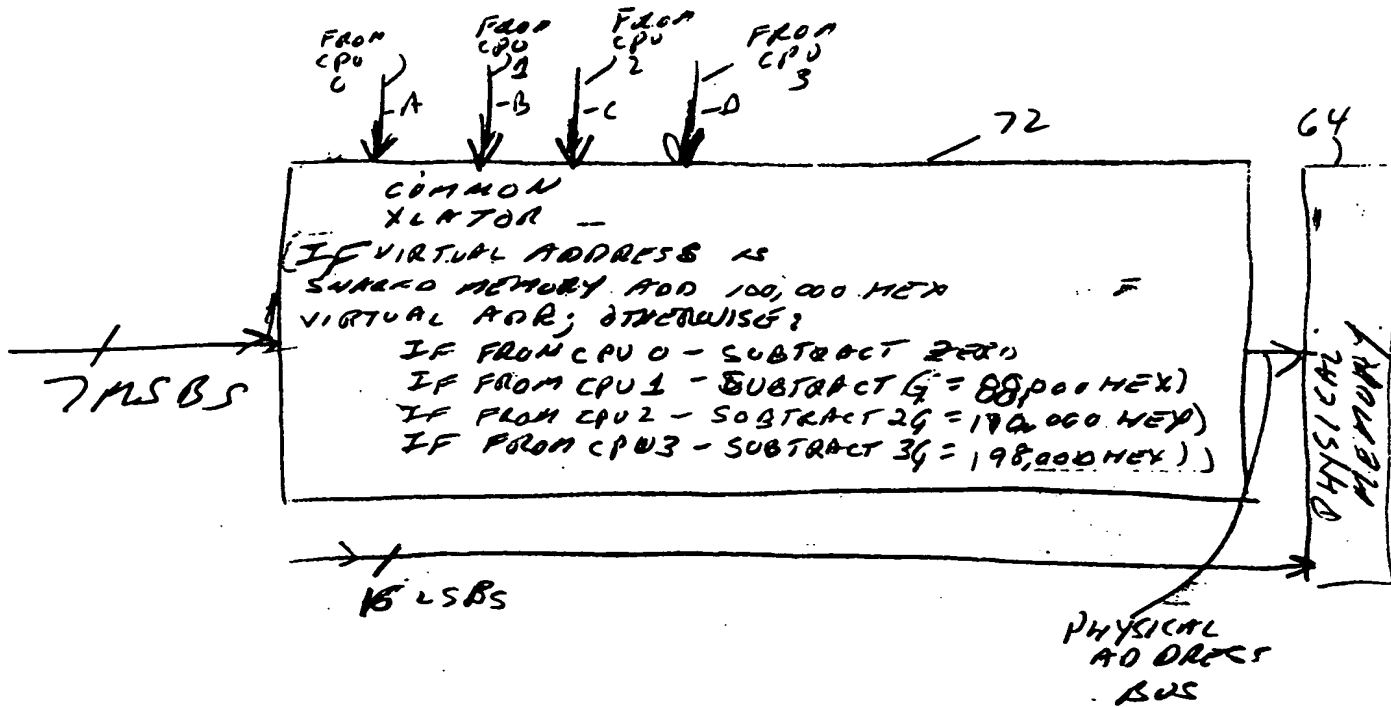 FROM
CPU
0
FROM
CPU
1
FROM
CPU
2
FROM
CPU
3
A
B
C
D
72
64
COMMON
XLATOR —
(IF VIRTUAL ADDRESS IS
SHARED MEMORY ADD 100,000 HEX
VIRTUAL ADR; OTHERWISE:
IF FROM CPU 0 - SUBTRACT ZERO
IF FROM CPU 1 - SUBTRACT G = 88,000 HEX)
IF FROM CPU 2 - SUBTRACT 2G = 110,000 HEX)
IF FROM CPU 3 - SUBTRACT 3G = 198,000 HEX))
7 MSBS
LSBS
PHYSICAL
MEMORY
PHYSICAL
ADDRESS
BUS